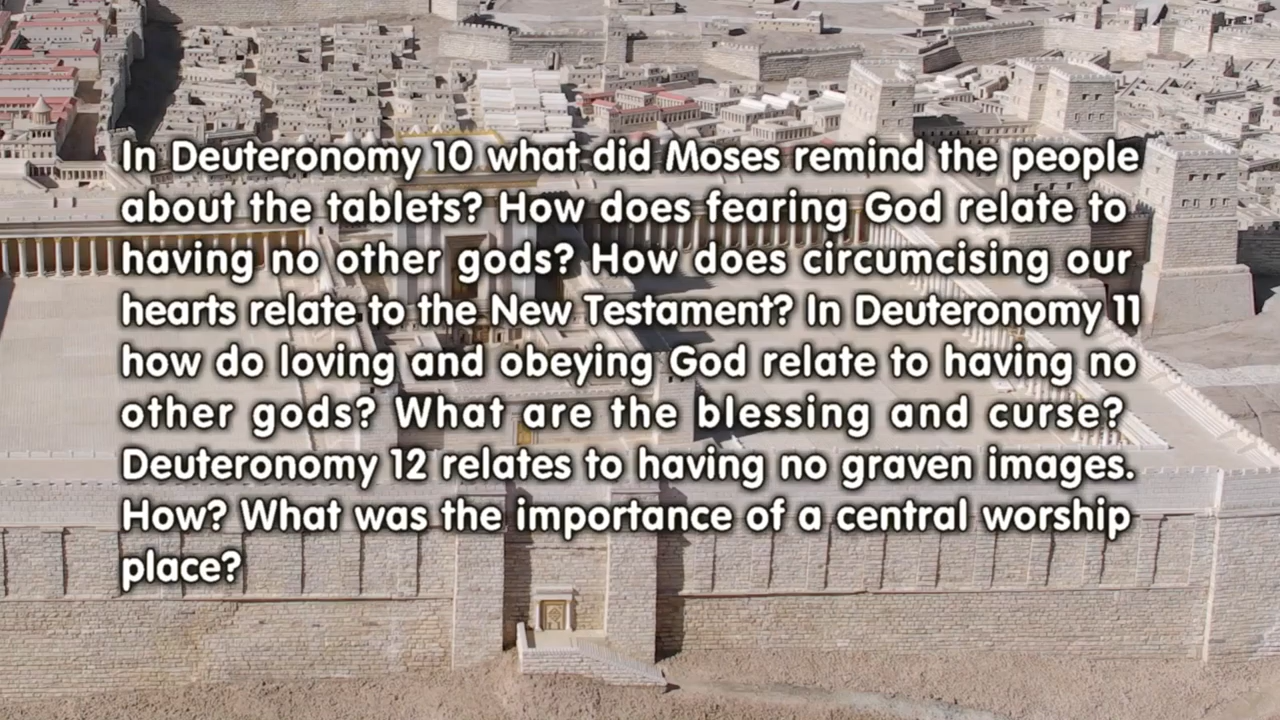 In Deuteronomy 10 what did Moses remind the people
about the tablets? How does fearing God relate to
having no other gods? How does circumcising our
hearts relate to the New Testament? In Deuteronomy 11
how do loving and obeying God relate to having no
other gods? What are the blessing and curse?
Deuteronomy 12 relates to having no graven images.
How? What was the importance of a central worship
place?